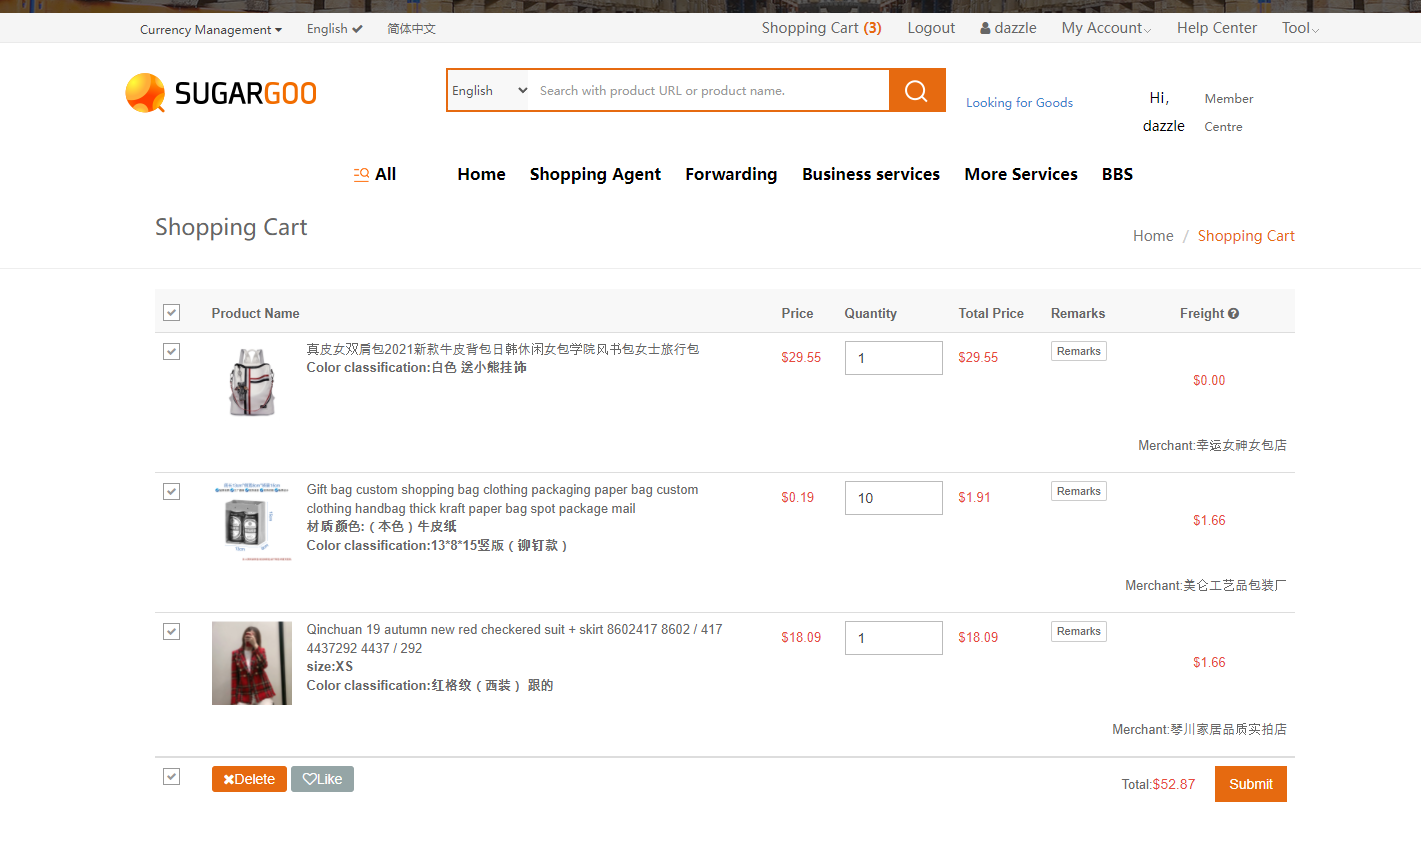 Currency Management English 简体中文 Shopping Cart (3) Logout dazzle My Account Help Center Tool
SUGARGOO
English Search with product URL or product name.
Looking for Goods
Hi,
dazzle
Member
Centre
All Home Shopping Agent Forwarding Business services More Services BBS
Shopping Cart
Home / Shopping Cart
Product Name Price Quantity Total Price Remarks Freight
真皮女双肩包2021新款牛皮背包日韩休闲女包学院风书包女士旅行包
Color classification:白色 送小熊挂饰
$29.55 1 $29.55 Remarks
$0.00
Merchant:幸运女神女包店
Gift bag custom shopping bag clothing packaging paper bag custom
clothing handbag thick kraft paper bag spot package mail
材质颜色:（本色）牛皮纸
Color classification:13*8*15竖版（铆钉款）
$0.19 10 $1.91 Remarks
$1.66
Merchant:美仑工艺品包装厂
Qinchuan 19 autumn new red checkered suit + skirt 8602417 8602 / 417
4437292 4437 / 292
size:XS
Color classification:红格纹（西装） 跟的
$18.09 1 $18.09 Remarks
$1.66
Merchant:琴川家居品质实拍店
Delete Like Total:$52.87 Submit